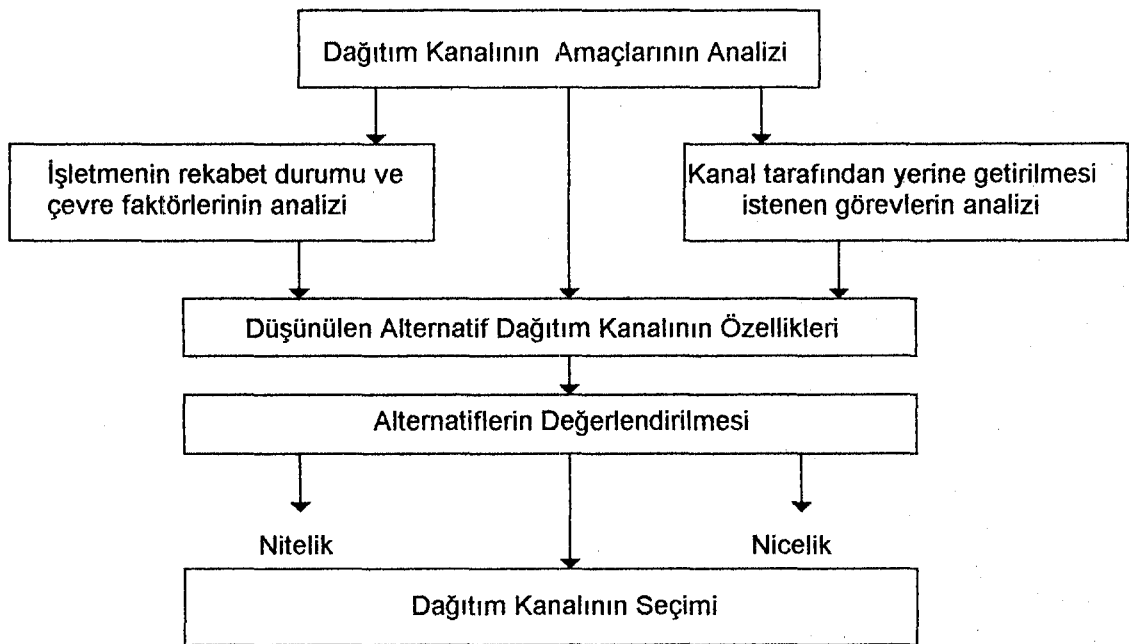 Dağıtım Kanalının Amaçlarının Analizi
İşletmenin rekabet durumu ve
çevre faktörlerinin analizi
Kanal tarafından yerine getirilmesi
istenen görevlerin analizi
Düşünülen Alternatif Dağıtım Kanalının Özellikleri
Alternatiflerin Değerlendirilmesi
Nitelik
Nicelik
Dağıtım Kanalının Seçimi